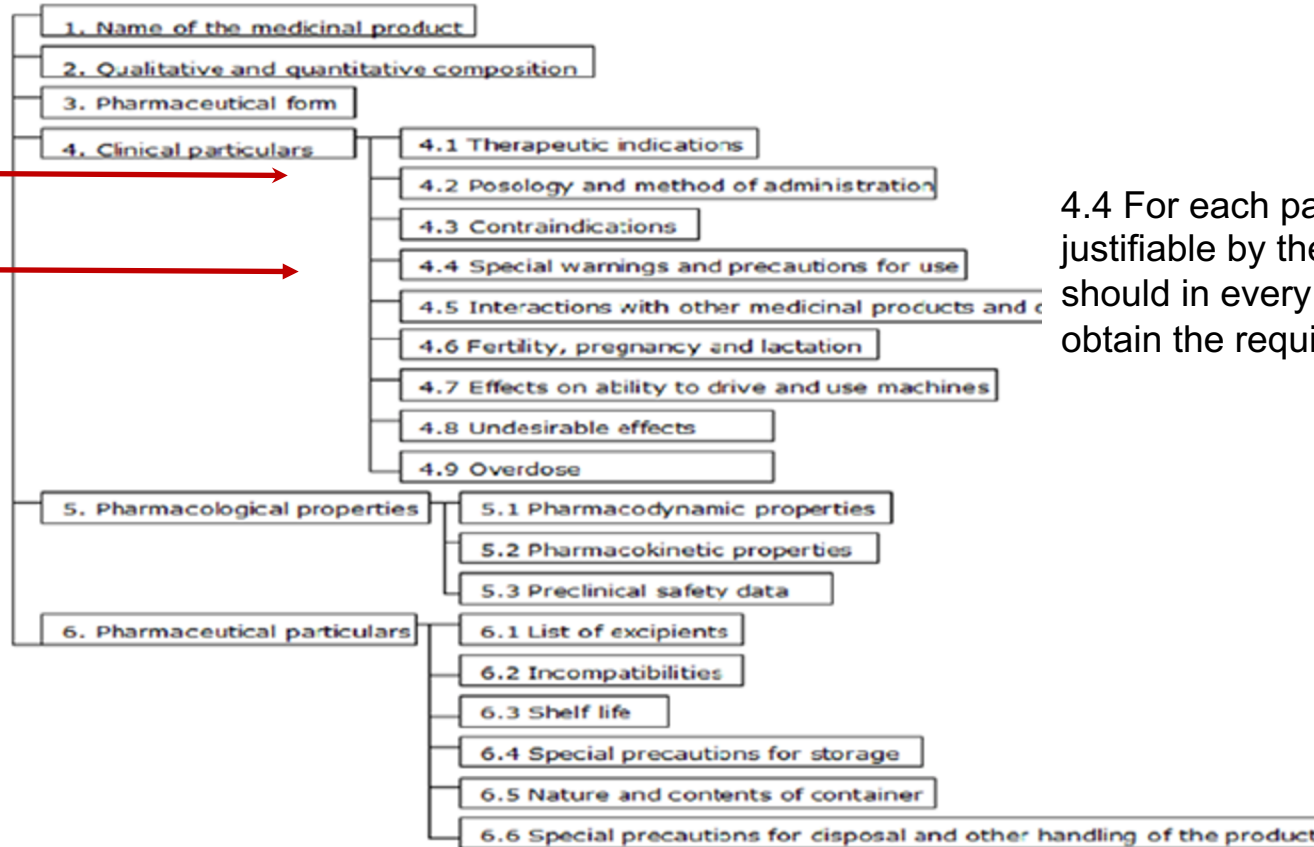 1. Name of the medicinal product
2. Qualitative and quantitative composition
3. Pharmaceutical form
4. Clinical particulars
4.1 Therapeutic indications
4.2 Posology and method of administration
4.3 Contraindications
4.4 Special warnings and precautions for use
4.5 Interactions with other medicinal products and
4.6 Fertility, pregnancy and lactation
4.7 Effects on ability to drive and use machines
4.8 Undesirable effects
4.9 Overdose
5. Pharmacological properties
5.1 Pharmacodynamic properties
5.2 Pharmacokinetic properties
5.3 Preclinical safety data
6. Pharmaceutical particulars
6.1 List of excipients
6.2 Incompatibilities
6.3 Shelf life
6.4 Special precautions for storage
6.5 Nature and contents of container
6.6 Special precautions for disposal and other handling of the product
4.4 For each
justifiable by
should in every
obtain the